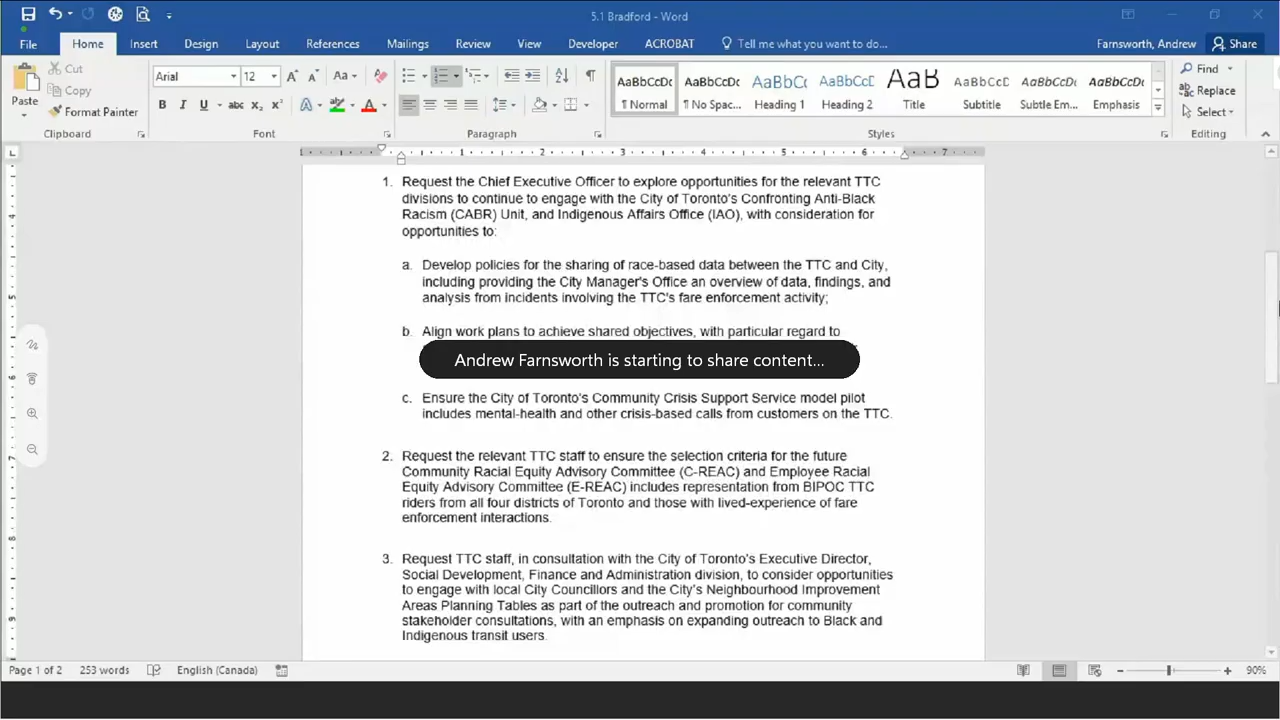 5.1 Bradford - Word
File Home Insert Design Layout References Mailings Review View Developer ACROBAT Tell me what you want to do... Farnsworth, Andrew Share
Paste
Cut
Copy
Format Painter
Clipboard
Arial 12
Font
Paragraph
AaBbCcDc AaBbCcDc AaBbCc AaBbCcC AaB AaBbCcD AaBbCcDc AaBbCcDc
¶ Normal ¶ No Spac... Heading 1 Heading 2 Title Subtitle Subtle Em... Emphasis
Styles
Find
Replace
Select
Editing
1 2 3 4 5 6 7
1. Request the Chief Executive Officer to explore opportunities for the relevant TTC
divisions to continue to engage with the City of Toronto's Confronting Anti-Black
Racism (CABR) Unit, and Indigenous Affairs Office (IAO), with consideration for
opportunities to:
a. Develop policies for the sharing of race-based data between the TTC and City,
including providing the City Manager's Office an overview of data, findings, and
analysis from incidents involving the TTC's fare enforcement activity;
b. Align work plans to achieve shared objectives, with particular regard to
Andrew Farnsworth is starting to share content...
c. Ensure the City of Toronto's Community Crisis Support Service model pilot
includes mental-health and other crisis-based calls from customers on the TTC.
2. Request the relevant TTC staff to ensure the selection criteria for the future
Community Racial Equity Advisory Committee (C-REAC) and Employee Racial
Equity Advisory Committee (E-REAC) includes representation from BIPOC TTC
riders from all four districts of Toronto and those with lived-experience of fare
enforcement interactions.
3. Request TTC staff, in consultation with the City of Toronto's Executive Director,
Social Development, Finance and Administration division, to consider opportunities
to engage with local City Councillors and the City's Neighbourhood Improvement
Areas Planning Tables as part of the outreach and promotion for community
stakeholder consultations, with an emphasis on expanding outreach to Black and
Indigenous transit users.
Page 1 of 2 253 words English (Canada) 90%